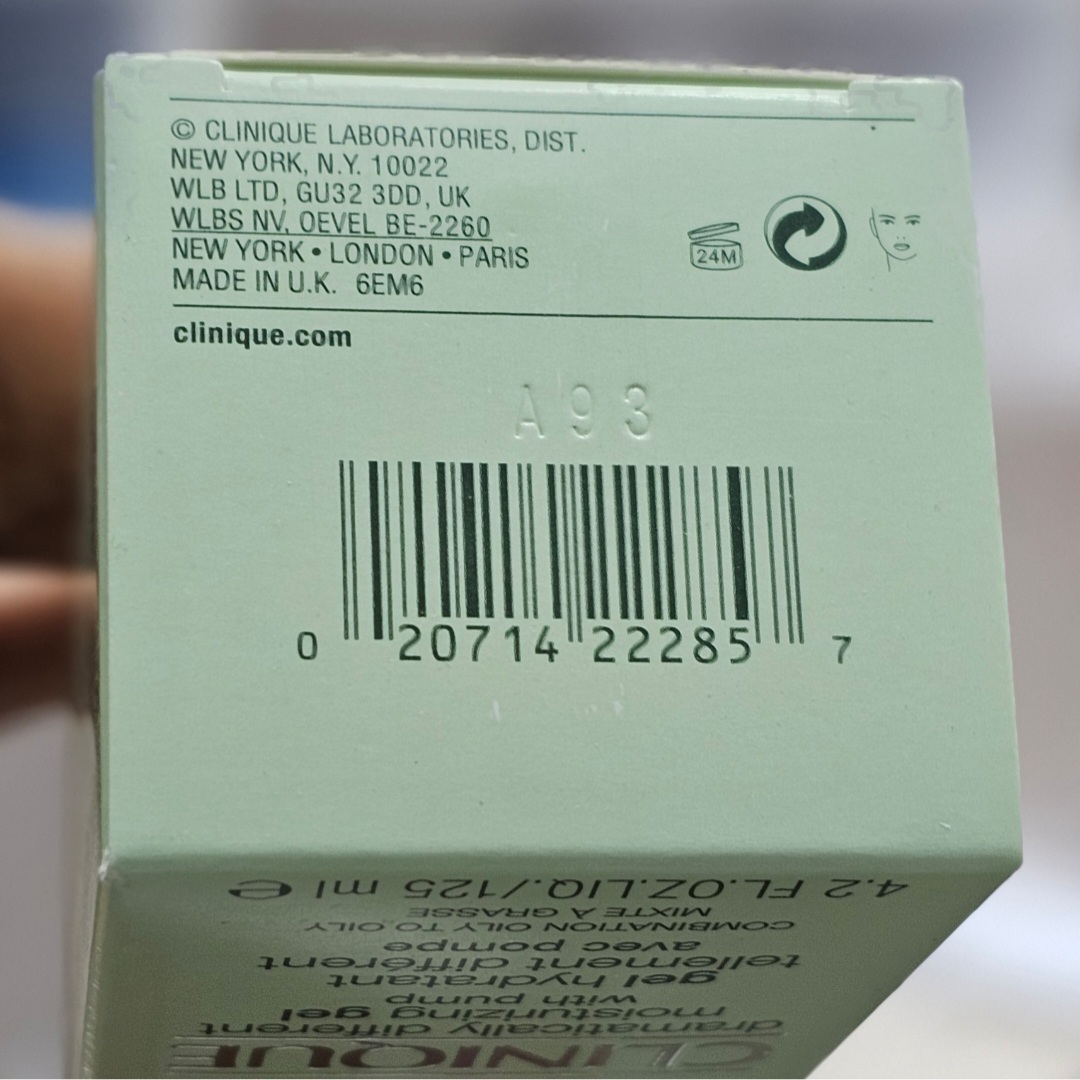 © CLINIQUE LABORATORIES, DIST.
NEW YORK, N.Y. 10022
WLB LTD, GU32 3DD, UK
WLBS NV, OEVEL BE-2260
NEW YORK • LONDON • PARIS
MADE IN U.K. 6EM6
24M
clinique.com
A93
0 20714 22285 7
CLINIQUE
dramatically different
moisturizing gel
with pump
gel hydratant
tellement différent
avec pompe
COMBINATION OILY TO OILY
MIXTE À GRASSE
4.2 FL.OZ.LIQ./125 ml ℮